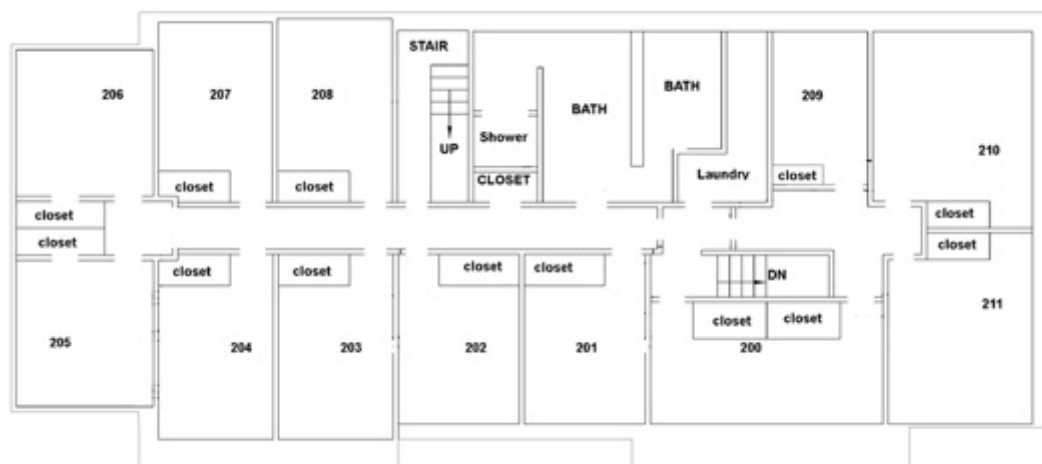 STAIR
206
207
208
BATH
BATH
209
Shower
UP
210
closet
closet
CLOSET
Laundry
closet
closet
closet
closet
closet
closet
closet
closet
closet
closet
DN
closet
closet
205
204
203
202
201
200
211